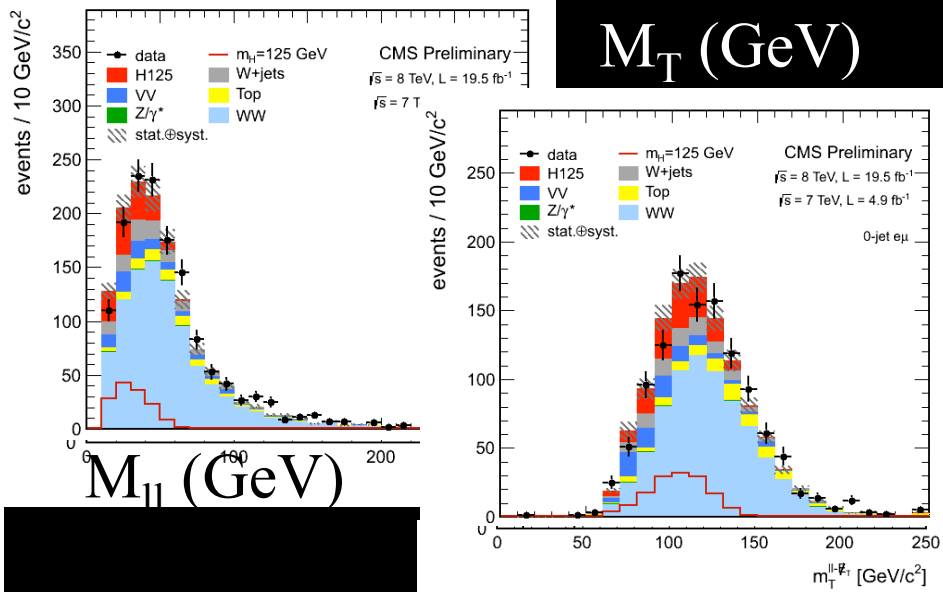 M_T (GeV)
events / 10 GeV/c²
350
300
250
200
150
100
50
0
0
100
200
data
H125
VV
Z/γ*
stat.⊕syst.
m_H=125 GeV
W+jets
Top
WW
CMS Preliminary
√s = 8 TeV, L = 19.5 fb⁻¹
√s = 7 T
M_ll (GeV)
events / 10 GeV/c²
250
200
150
100
50
0
0
0
50
100
150
200
250
data
H125
VV
Z/γ*
stat.⊕syst.
m_H=125 GeV
W+jets
Top
WW
CMS Preliminary
√s = 8 TeV, L = 19.5 fb⁻¹
√s = 7 TeV, L = 4.9 fb⁻¹
0-jet eμ
m_T^ll-E̸_T [GeV/c²]